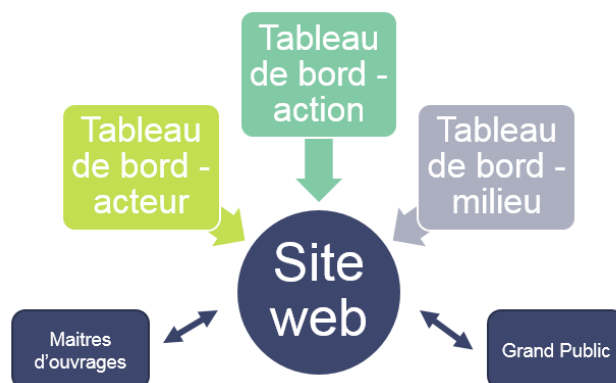 Tableau
de bord -
action
Tableau
de bord -
acteur
Tableau
de bord -
milieu
Site
web
Maitres
d'ouvrages
Grand Public